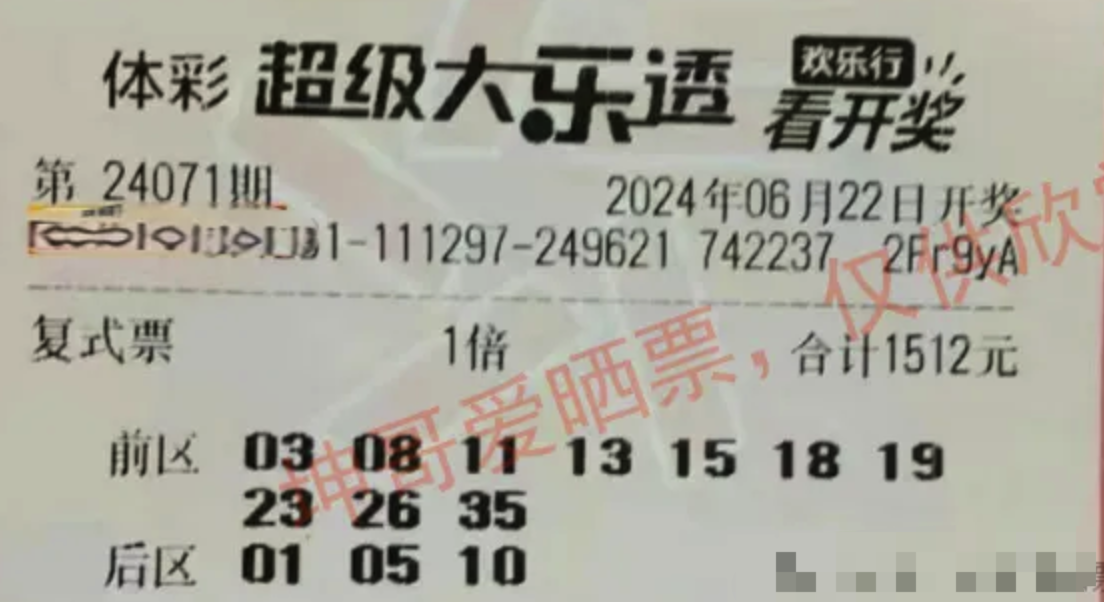 体彩 超级大乐透 欢乐行 看开奖
第 24071期 2024年06月22日开奖
1-111297-249621 742237 2Fr9yA
复式票 1倍 合计1512元
前区 03 08 11 13 15 18 19
23 26 35
后区 01 05 10
坤哥爱晒票，仅供欣